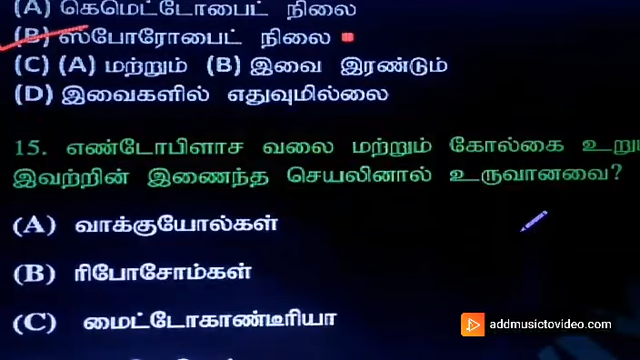 (A) கெமெட்டோபைட் நிலை
(B) ஸ்போரோபைட் நிலை
(C) (A) மற்றும் (B) இவை இரண்டும்
(D) இவைகளில் எதுவுமில்லை
15. எண்டோபிளாச வலை மற்றும் கோல்கை
இவற்றின் இணைந்த செயலினால் உருவானவை?
(A) வாக்குயோல்கள்
(B) ரிபோசோம்கள்
(C) மைட்டோகாண்டீரியா
addmusictovideo.com